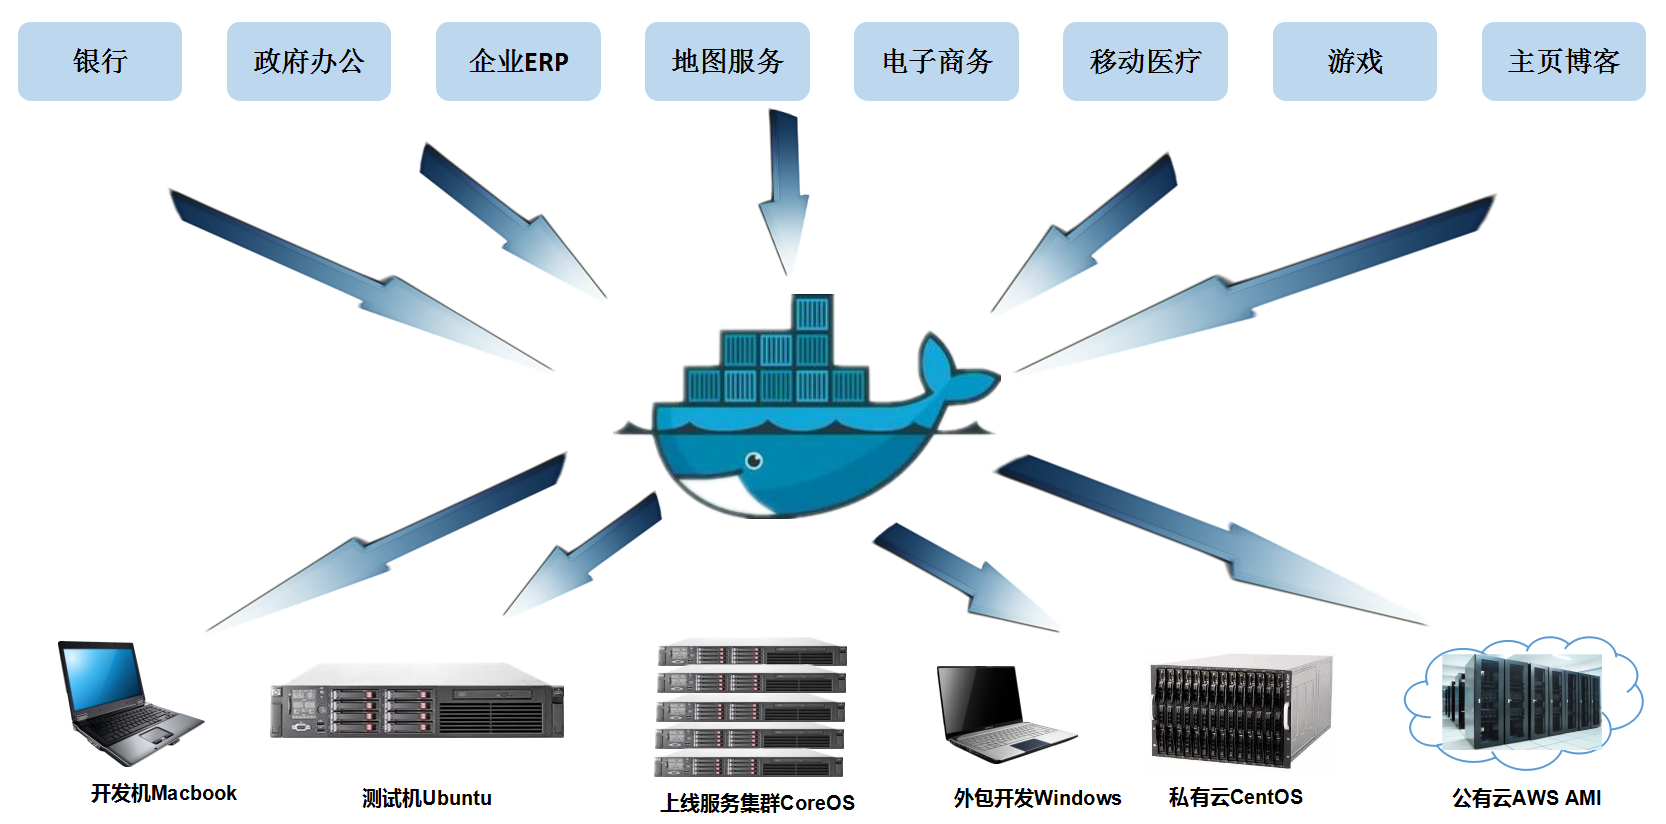 银行
政府办公
企业ERP
地图服务
电子商务
移动医疗
游戏
主页博客
开发机Macbook
测试机Ubuntu
上线服务集群CoreOS
外包开发Windows
私有云CentOS
公有云AWS AMI